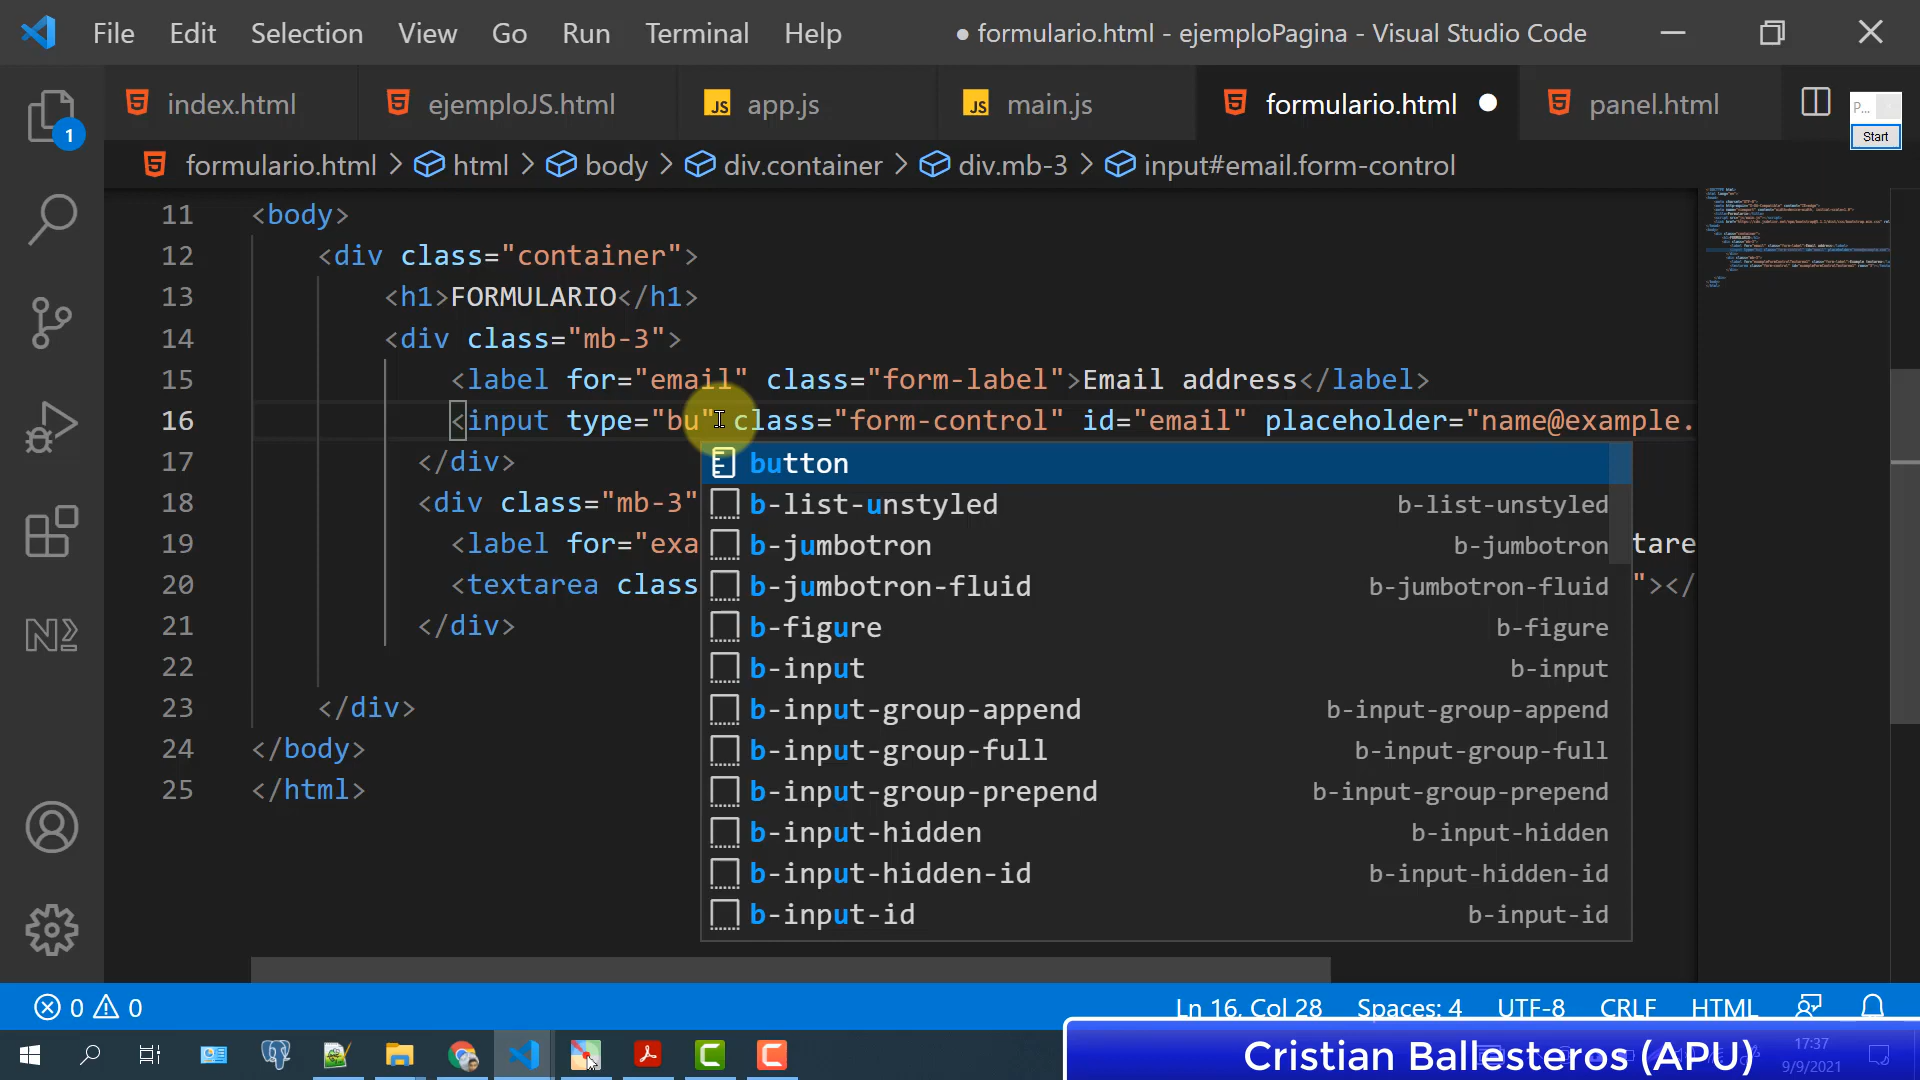 File Edit Selection View Go Run Terminal Help ● formulario.html - ejemploPagina - Visual Studio Code
index.html ejemploJS.html app.js main.js formulario.html ● panel.html
P...
Start
1
formulario.html > html > body > div.container > div.mb-3 > input#email.form-control
11 <body>
12 <div class="container">
13 <h1>FORMULARIO</h1>
14 <div class="mb-3">
15 <label for="email" class="form-label">Email address</label>
16 <input type="bu" class="form-control" id="email" placeholder="name@example.
17 </div>
button
18 <div class="mb-3"
b-list-unstyled b-list-unstyled
19 <label for="exa
b-jumbotron b-jumbotron
tare
20 <textarea class
b-jumbotron-fluid b-jumbotron-fluid
"></
21 </div>
b-figure b-figure
22
b-input b-input
23 </div>
b-input-group-append b-input-group-append
24 </body>
b-input-group-full b-input-group-full
25 </html>
b-input-group-prepend b-input-group-prepend
b-input-hidden b-input-hidden
b-input-hidden-id b-input-hidden-id
b-input-id b-input-id
0 0 Ln 16, Col 28 Spaces: 4 UTF-8 CRLF HTML
Cristian Ballesteros (APU)
17:37
9/9/2021